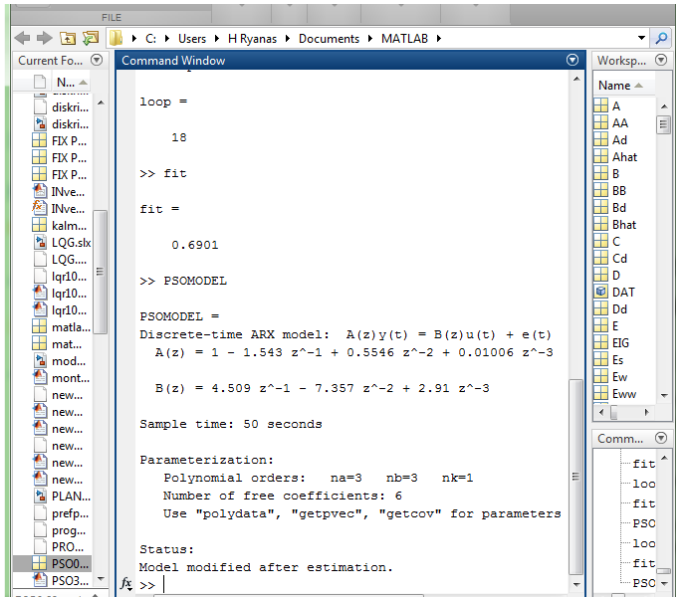 FILE
C: ▸ Users ▸ H Ryanas ▸ Documents ▸ MATLAB ▸
Current Fo...
N...
diskri...
diskri...
FIX P...
FIX P...
FIX P...
INve...
INve...
kalm...
LQG.slx
LQG....
lqr10...
lqr10...
lqr10...
matla...
mat...
mod...
mont...
new...
new...
new...
new...
new...
new...
PLAN...
prefp...
prog...
PRO...
PSO0...
PSO3...
Command Window
loop =
18
>> fit
fit =
0.6901
>> PSOMODEL
PSOMODEL =
Discrete-time ARX model: A(z)y(t) = B(z)u(t) + e(t)
A(z) = 1 - 1.543 z^-1 + 0.5546 z^-2 + 0.01006 z^-3
B(z) = 4.509 z^-1 - 7.357 z^-2 + 2.91 z^-3
Sample time: 50 seconds
Parameterization:
Polynomial orders: na=3 nb=3 nk=1
Number of free coefficients: 6
Use "polydata", "getpvec", "getcov" for parameters
Status:
Model modified after estimation.
fx >>
Worksp...
Name
A
AA
Ad
Ahat
B
BB
Bd
Bhat
C
Cd
D
DAT
Dd
E
EIG
Es
Ew
Eww
Comm...
fit
loo
fit
PSO
loo
fit
PSO